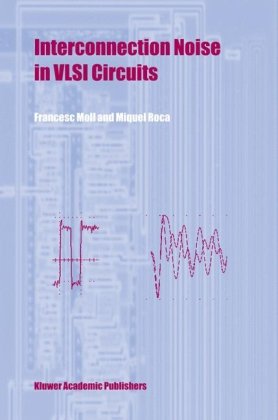 Interconnection Noise
in VLSI Circuits
Francesc Moll and Miquel Roca
Kluwer Academic Publishers